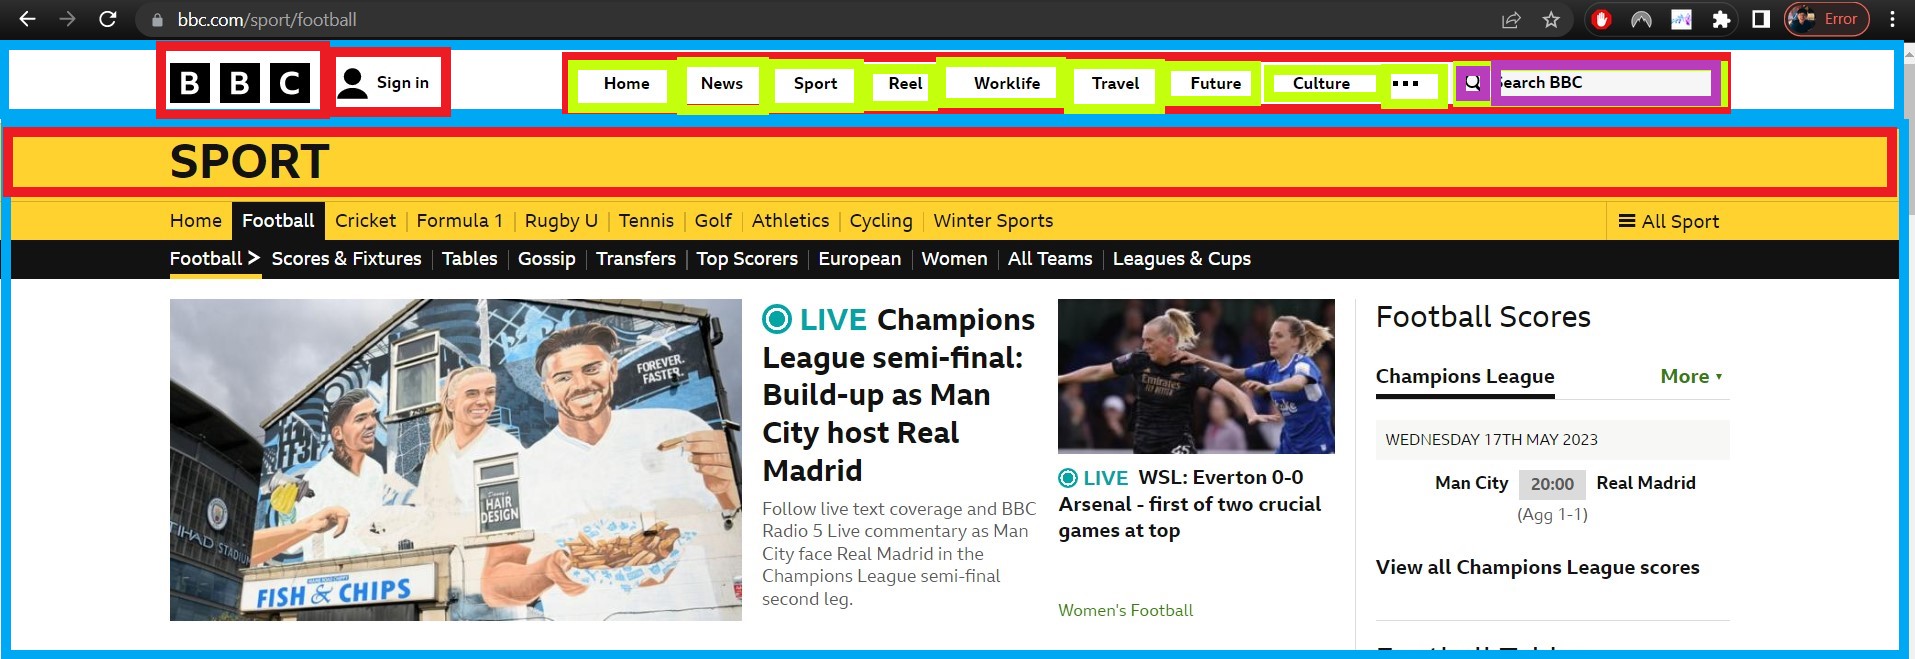 bbc.com/sport/football
Error
BBC
Sign in
Home
News
Sport
Reel
Worklife
Travel
Future
Culture
Search BBC
SPORT
Home
Football
Cricket
Formula 1
Rugby U
Tennis
Golf
Athletics
Cycling
Winter Sports
All Sport
Football >
Scores & Fixtures
Tables
Gossip
Transfers
Top Scorers
European
Women
All Teams
Leagues & Cups
FOREVER.
FASTER.
HAIR
DESIGN
ETIHAD STADIUM
FISH & CHIPS
LIVE Champions
League semi-final:
Build-up as Man
City host Real
Madrid
Follow live text coverage and BBC
Radio 5 Live commentary as Man
City face Real Madrid in the
Champions League semi-final
second leg.
Emirates
LIVE WSL: Everton 0-0
Arsenal - first of two crucial
games at top
Women's Football
Football Scores
Champions League
More
WEDNESDAY 17TH MAY 2023
Man City 20:00 Real Madrid
(Agg 1-1)
View all Champions League scores